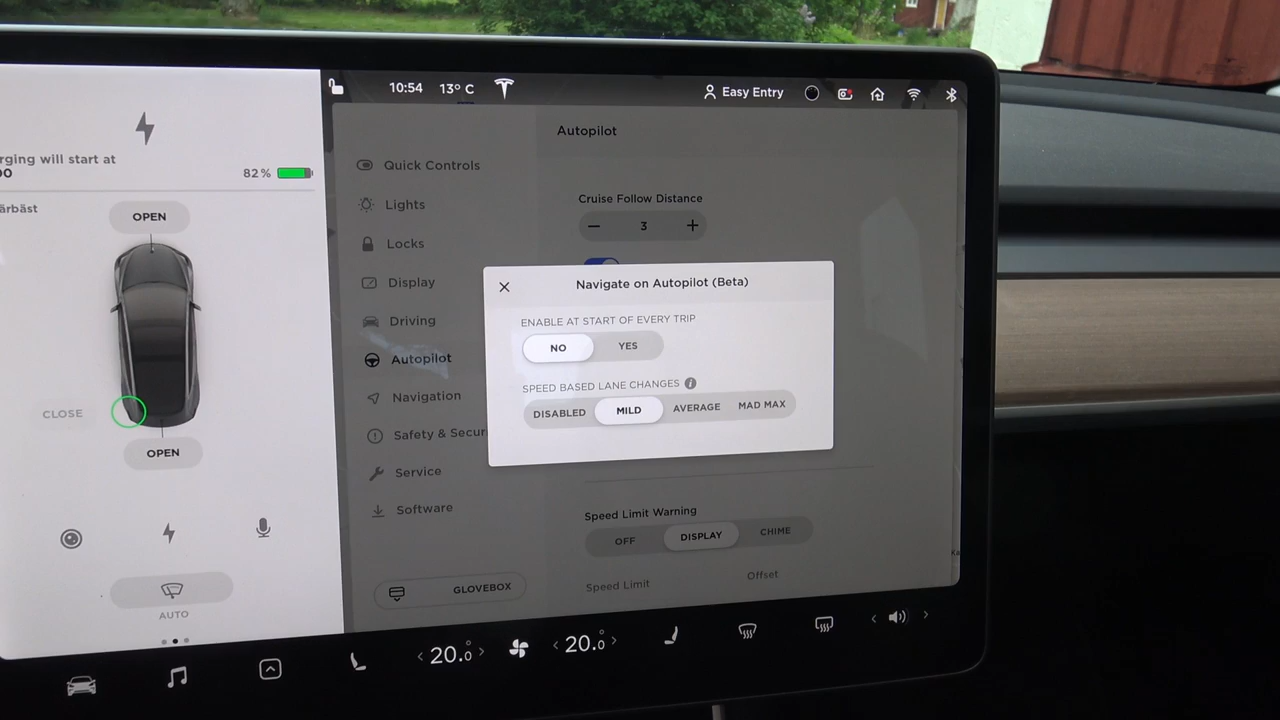 10:54 13° C Easy Entry
rging will start at
00 82 %
ärbäst
OPEN
CLOSE
OPEN
AUTO
Quick Controls
Lights
Locks
Display
Driving
Autopilot
Navigation
Safety & Secur
Service
Software
GLOVEBOX
Autopilot
Cruise Follow Distance
− 3 +
Navigate on Autopilot (Beta)
ENABLE AT START OF EVERY TRIP
NO YES
SPEED BASED LANE CHANGES i
DISABLED MILD AVERAGE MAD MAX
Speed Limit Warning
OFF DISPLAY CHIME
Speed Limit Offset
< 20.0 > < 20.0 > < >